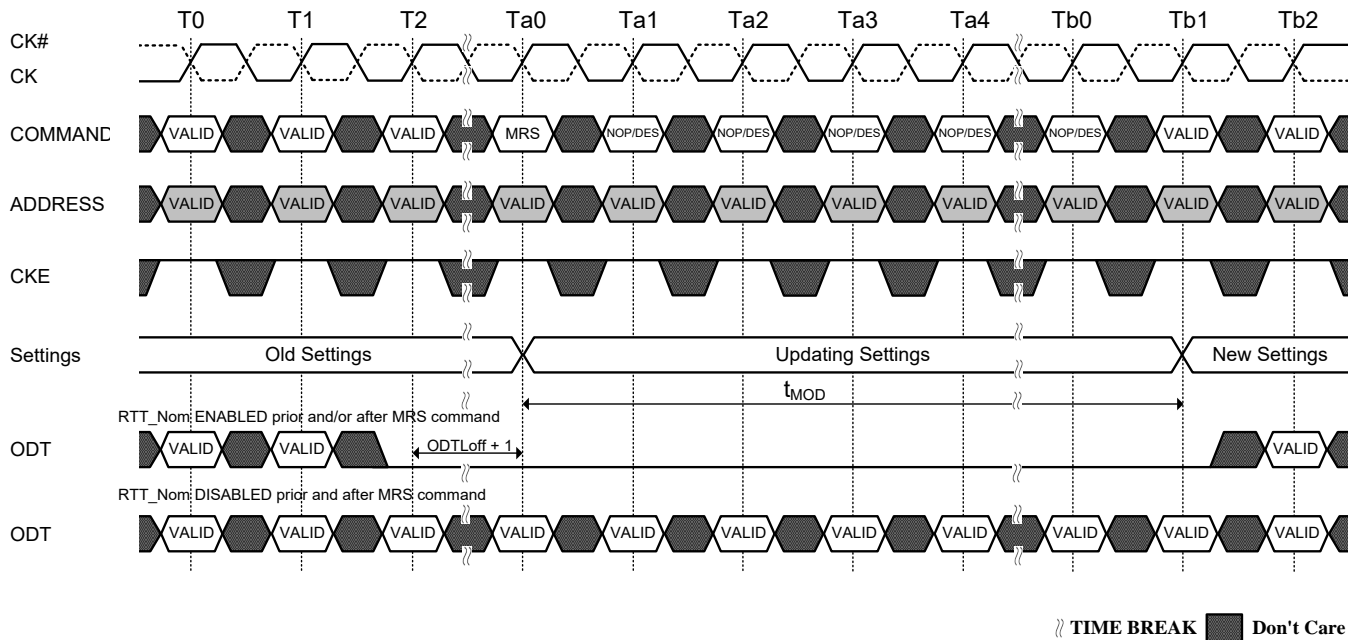 T0 T1 T2 Ta0 Ta1 Ta2 Ta3 Ta4 Tb0 Tb1 Tb2
CK#
CK
COMMAND VALID VALID VALID MRS NOP/DES NOP/DES NOP/DES NOP/DES NOP/DES VALID VALID
ADDRESS VALID VALID VALID VALID VALID VALID VALID VALID VALID VALID VALID
CKE
Settings Old Settings Updating Settings New Settings
tMOD
RTT_Nom ENABLED prior and/or after MRS command
ODT VALID VALID ODTLoff + 1 VALID
RTT_Nom DISABLED prior and after MRS command
ODT VALID VALID VALID VALID VALID VALID VALID VALID VALID VALID VALID
TIME BREAK Don't Care